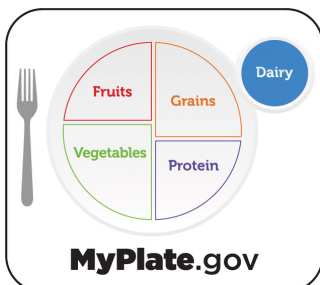 Dairy
Fruits
Grains
Vegetables
Protein
MyPlate.gov